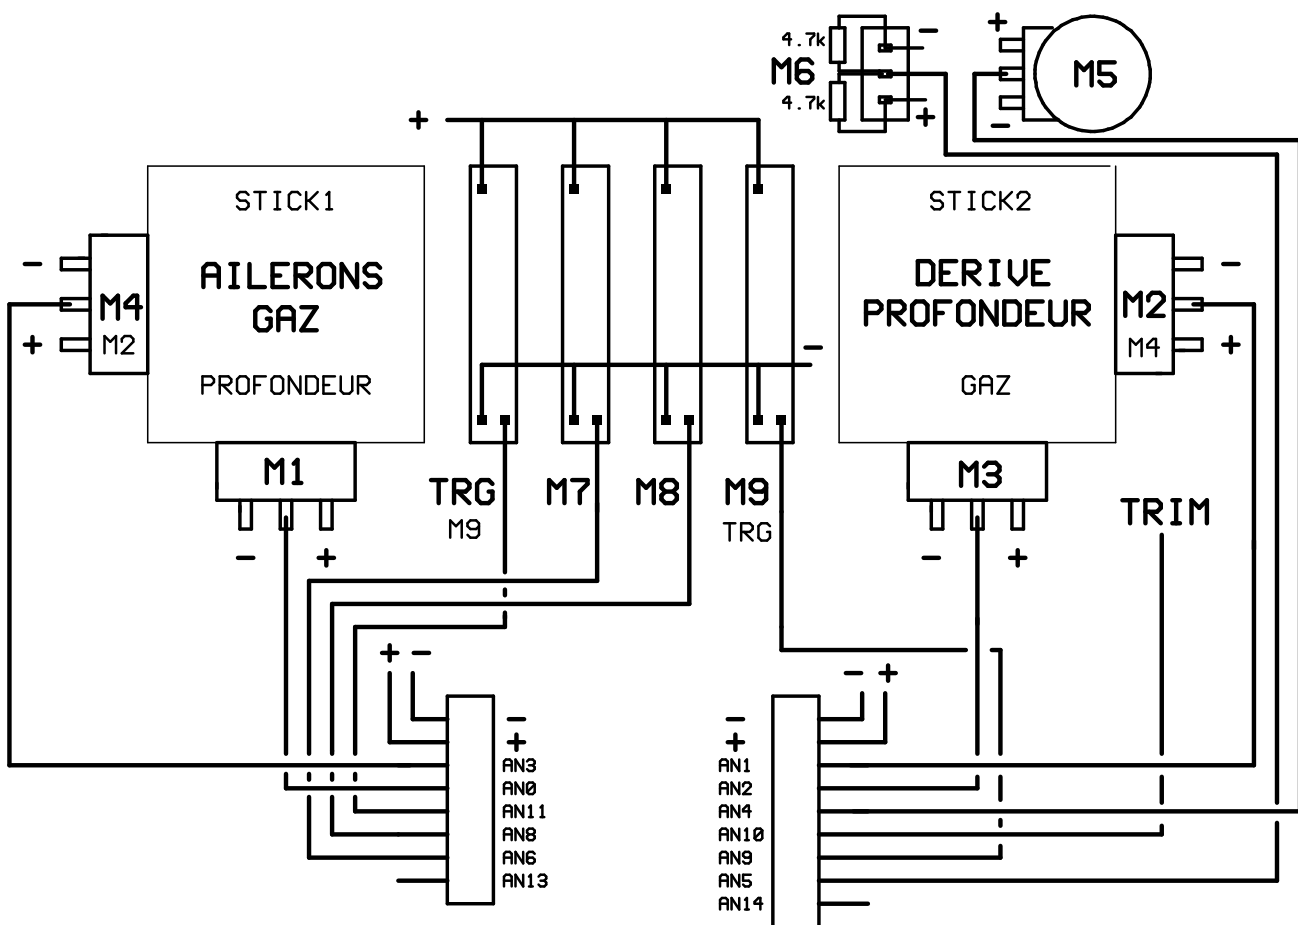 4.7k
M6
4.7k
-
+
+
M5
-
+
STICK1
AILERONS
GAZ
PROFONDEUR
-
M4
+
M2
M1
-
+
-
TRG
M9
M7
M8
M9
TRG
STICK2
DERIVE
PROFONDEUR
GAZ
M2
-
M4
+
M3
-
+
TRIM
+ -
-
+
AN3
AN0
AN11
AN8
AN6
AN13
- +
-
+
AN1
AN2
AN4
AN10
AN9
AN5
AN14